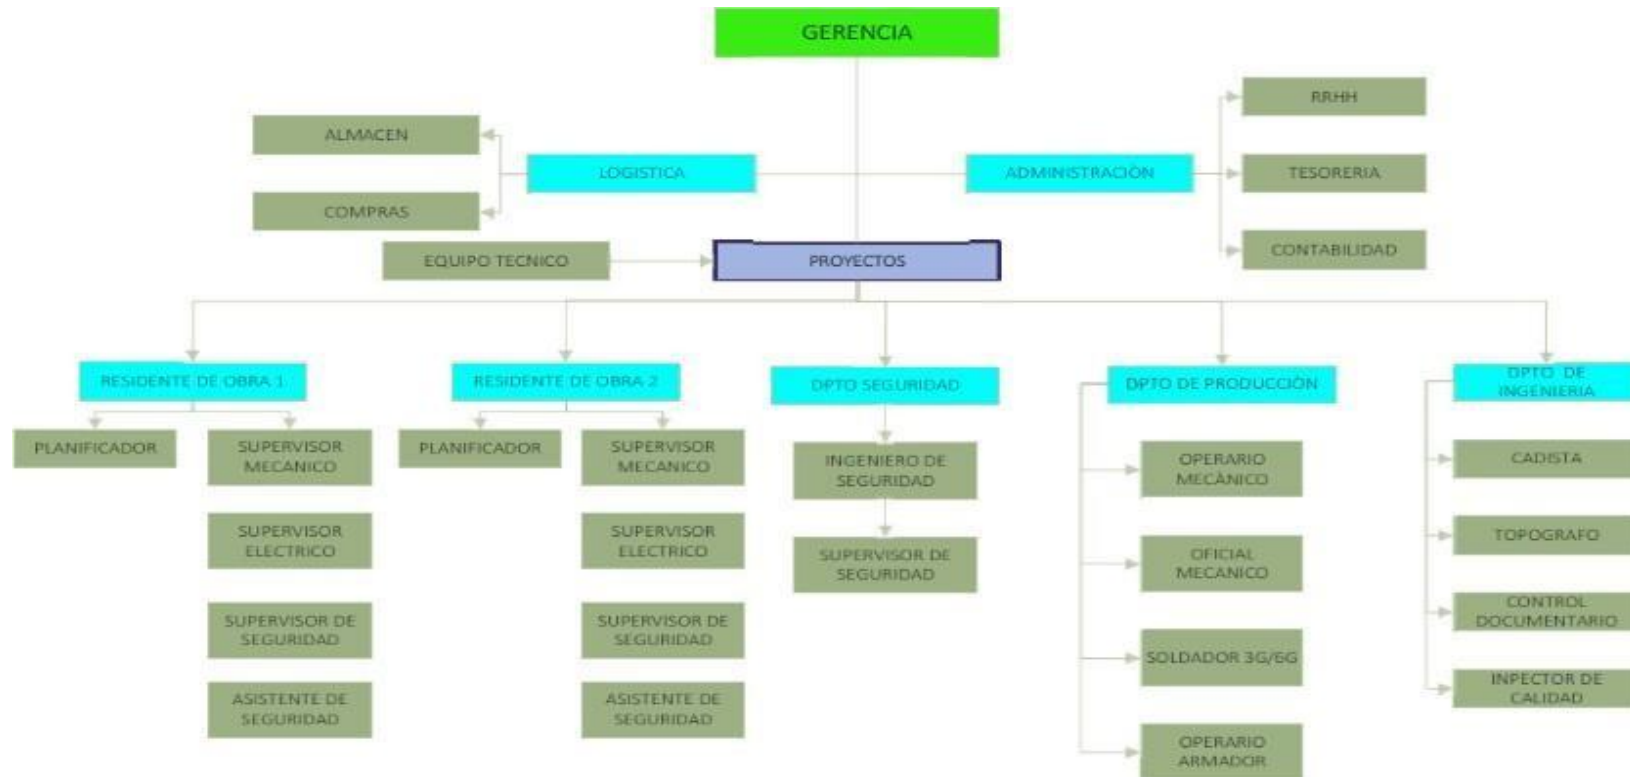 GERENCIA
RRHH
ALMACEN
LOGISTICA
ADMINISTRACIÒN
TESORERIA
COMPRAS
EQUIPO TECNICO
PROYECTOS
CONTABILIDAD
RESIDENTE DE OBRA 1
RESIDENTE DE OBRA 2
DPTO SEGURIDAD
DPTO DE PRODUCCIÒN
DPTO DE
INGENIERIA
PLANIFICADOR
SUPERVISOR
MECANICO
PLANIFICADOR
SUPERVISOR
MECANICO
INGENIERO DE
SEGURIDAD
OPERARIO
MECÀNICO
CADISTA
SUPERVISOR
ELECTRICO
SUPERVISOR
ELECTRICO
SUPERVISOR DE
SEGURIDAD
OFICIAL
MECANICO
TOPOGRAFO
SUPERVISOR DE
SEGURIDAD
SUPERVISOR DE
SEGURIDAD
SOLDADOR 3G/6G
CONTROL
DOCUMENTARIO
ASISTENTE DE
SEGURIDAD
ASISTENTE DE
SEGURIDAD
OPERARIO
ARMADOR
INPECTOR DE
CALIDAD